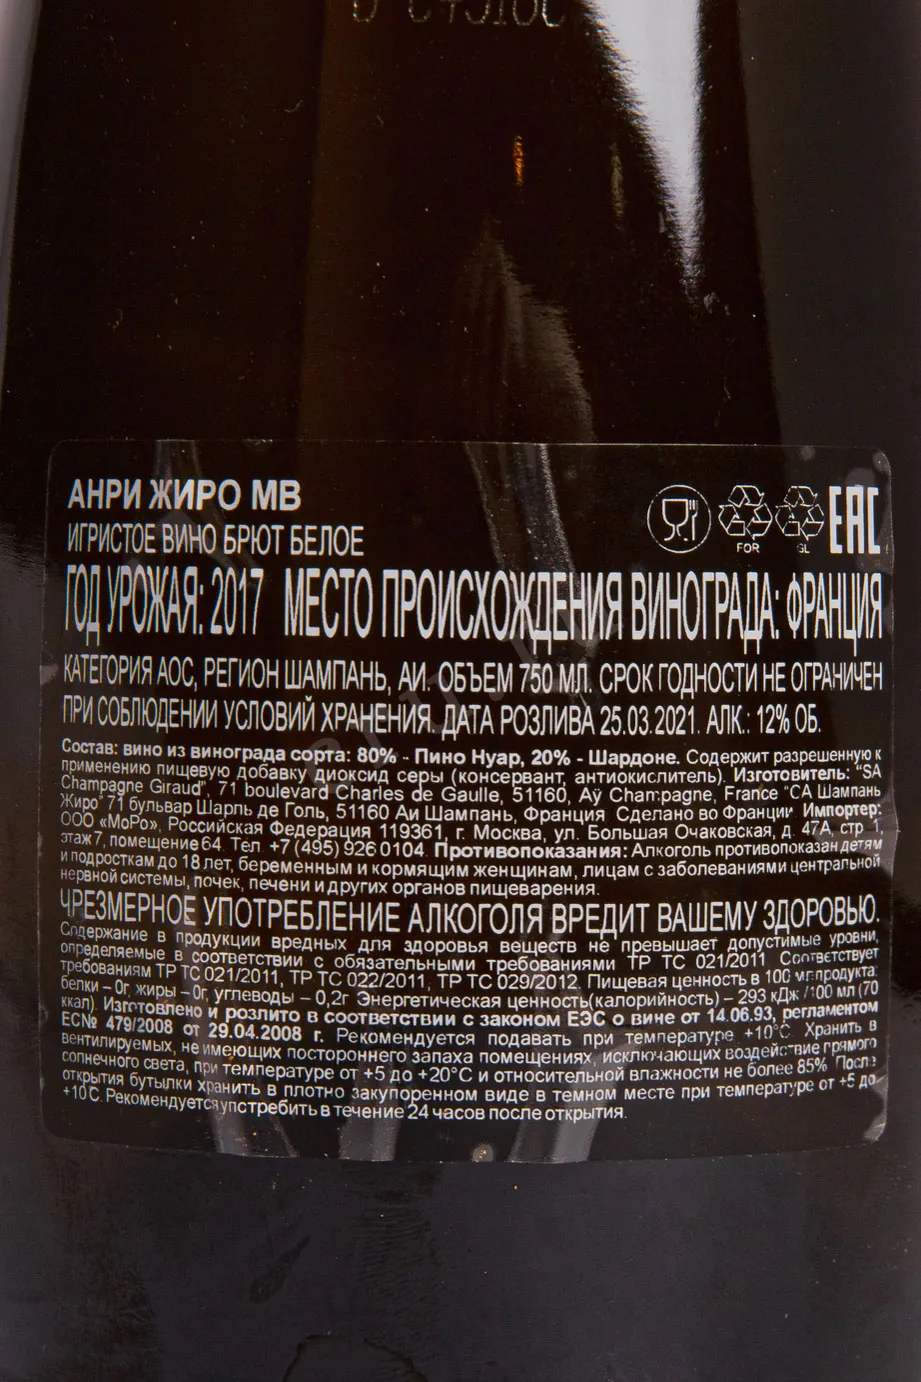 АНРИ ЖИРО МВ
ИГРИСТОЕ ВИНО БРЮТ БЕЛОЕ
FOR GL EAC
ГОД УРОЖАЯ: 2017 МЕСТО ПРОИСХОЖДЕНИЯ ВИНОГРАДА: ФРАНЦИЯ
КАТЕГОРИЯ АОС, РЕГИОН ШАМПАНЬ, АИ. ОБЪЕМ 750 МЛ. СРОК ГОДНОСТИ НЕ ОГРАНИЧЕН
ПРИ СОБЛЮДЕНИИ УСЛОВИЙ ХРАНЕНИЯ. ДАТА РОЗЛИВА 25.03.2021. АЛК.: 12% ОБ.
Состав: вино из винограда сорта: 80% - Пино Нуар, 20% - Шардоне. Содержит разрешенную к
применению пищевую добавку диоксид серы (консервант, антиокислитель). Изготовитель: "SA
Champagne Giraud", 71 boulevard Charles de Gaulle, 51160, Aÿ Champagne, France "СА Шампань
Жиро" 71 бульвар Шарль де Голь, 51160 Аи Шампань, Франция Сделано во Франции Импортер:
ООО «МоРо», Российская Федерация 119361, г. Москва, ул. Большая Очаковская, д. 47А, стр 1,
этаж 7, помещение 64. Тел +7 (495) 926 0104 Противопоказания: Алкоголь противопоказан детям
и подросткам до 18 лет, беременным и кормящим женщинам, лицам с заболеваниями центральной
нервной системы, почек, печени и других органов пищеварения.
ЧРЕЗМЕРНОЕ УПОТРЕБЛЕНИЕ АЛКОГОЛЯ ВРЕДИТ ВАШЕМУ ЗДОРОВЬЮ.
Содержание в продукции вредных для здоровья веществ не превышает допустимые уровни,
определяемые в соответствии с обязательными требованиями ТР ТС 021/2011 Соответствует
требованиям ТР ТС 021/2011, ТР ТС 022/2011, ТР ТС 029/2012. Пищевая ценность в 100 мл продукта:
белки – 0г, жиры – 0г, углеводы – 0,2г Энергетическая ценность(калорийность) – 293 кДж /100 мл (70
ккал). Изготовлено и розлито в соответствии с законом ЕЭС о вине от 14.06.93, регламентом
ЕС№ 479/2008 от 29.04.2008 г. Рекомендуется подавать при температуре +10°С Хранить в
вентилируемых, не имеющих постороннего запаха помещениях, исключающих воздействие прямого
солнечного света, при температуре от +5 до +20°С и относительной влажности не более 85% После
открытия бутылки хранить в плотно закупоренном виде в темном месте при температуре от +5 до
+10°С. Рекомендуется употребить в течение 24 часов после открытия.